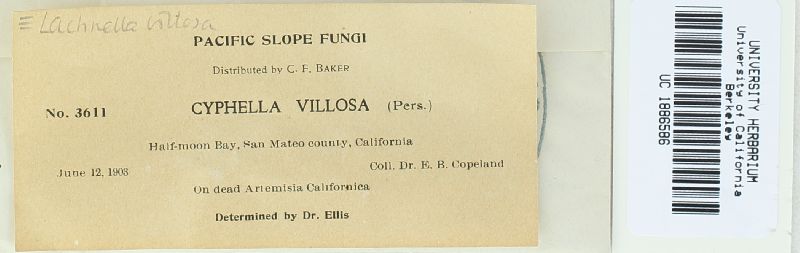 = Lachnella villosa
PACIFIC SLOPE FUNGI
Distributed by C. F. BAKER
No. 3611 CYPHELLA VILLOSA (Pers.)
Half-moon Bay, San Mateo county, California
June 12, 1903 Coll. Dr. E. B. Copeland
On dead Artemisia Californica
Determined by Dr. Ellis
UNIVERSITY HERBARIUM
University of California
Berkeley
UC 1886586